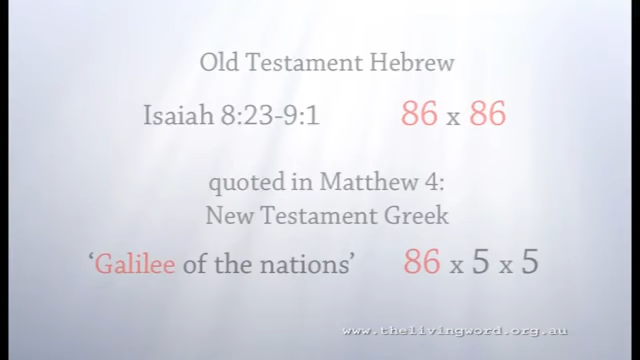 Old Testament Hebrew
Isaiah 8:23-9:1 86 x 86
quoted in Matthew 4:
New Testament Greek
‘Galilee of the nations’ 86 x 5 x 5
www.thelivingword.org.au